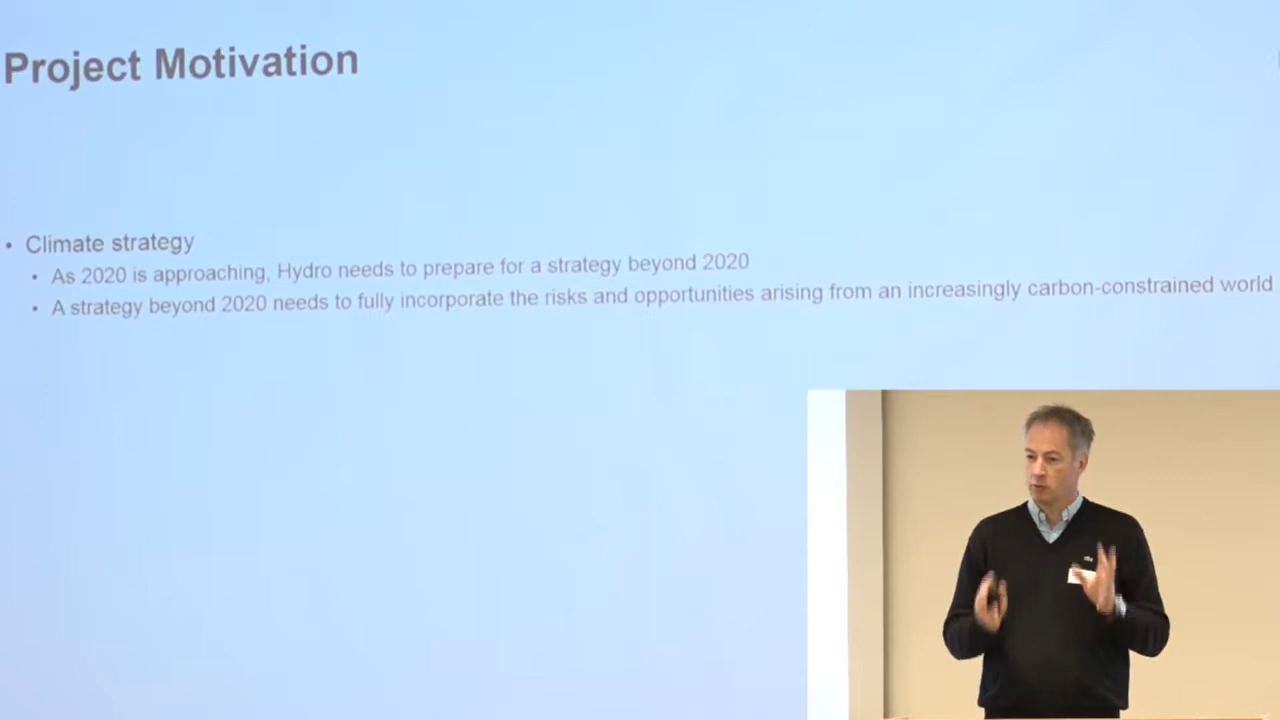 Project Motivation
• Climate strategy
• As 2020 is approaching, Hydro needs to prepare for a strategy beyond 2020
• A strategy beyond 2020 needs to fully incorporate the risks and opportunities arising from an increasingly carbon-constrained world